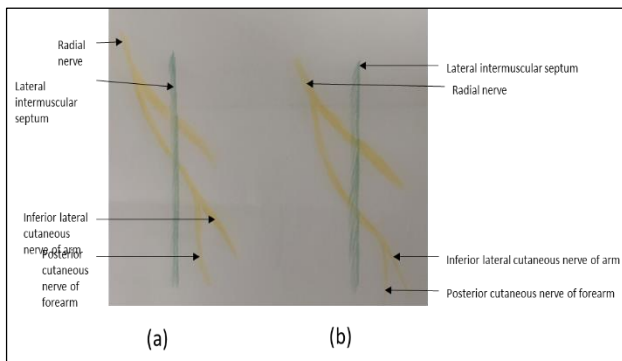 Radial
nerve
Lateral
intermuscular
septum
Inferior lateral
cutaneous
nerve of arm
Posterior
cutaneous
nerve of
forearm
(a)
Lateral intermuscular septum
Radial nerve
Inferior lateral cutaneous nerve of arm
Posterior cutaneous nerve of forearm
(b)